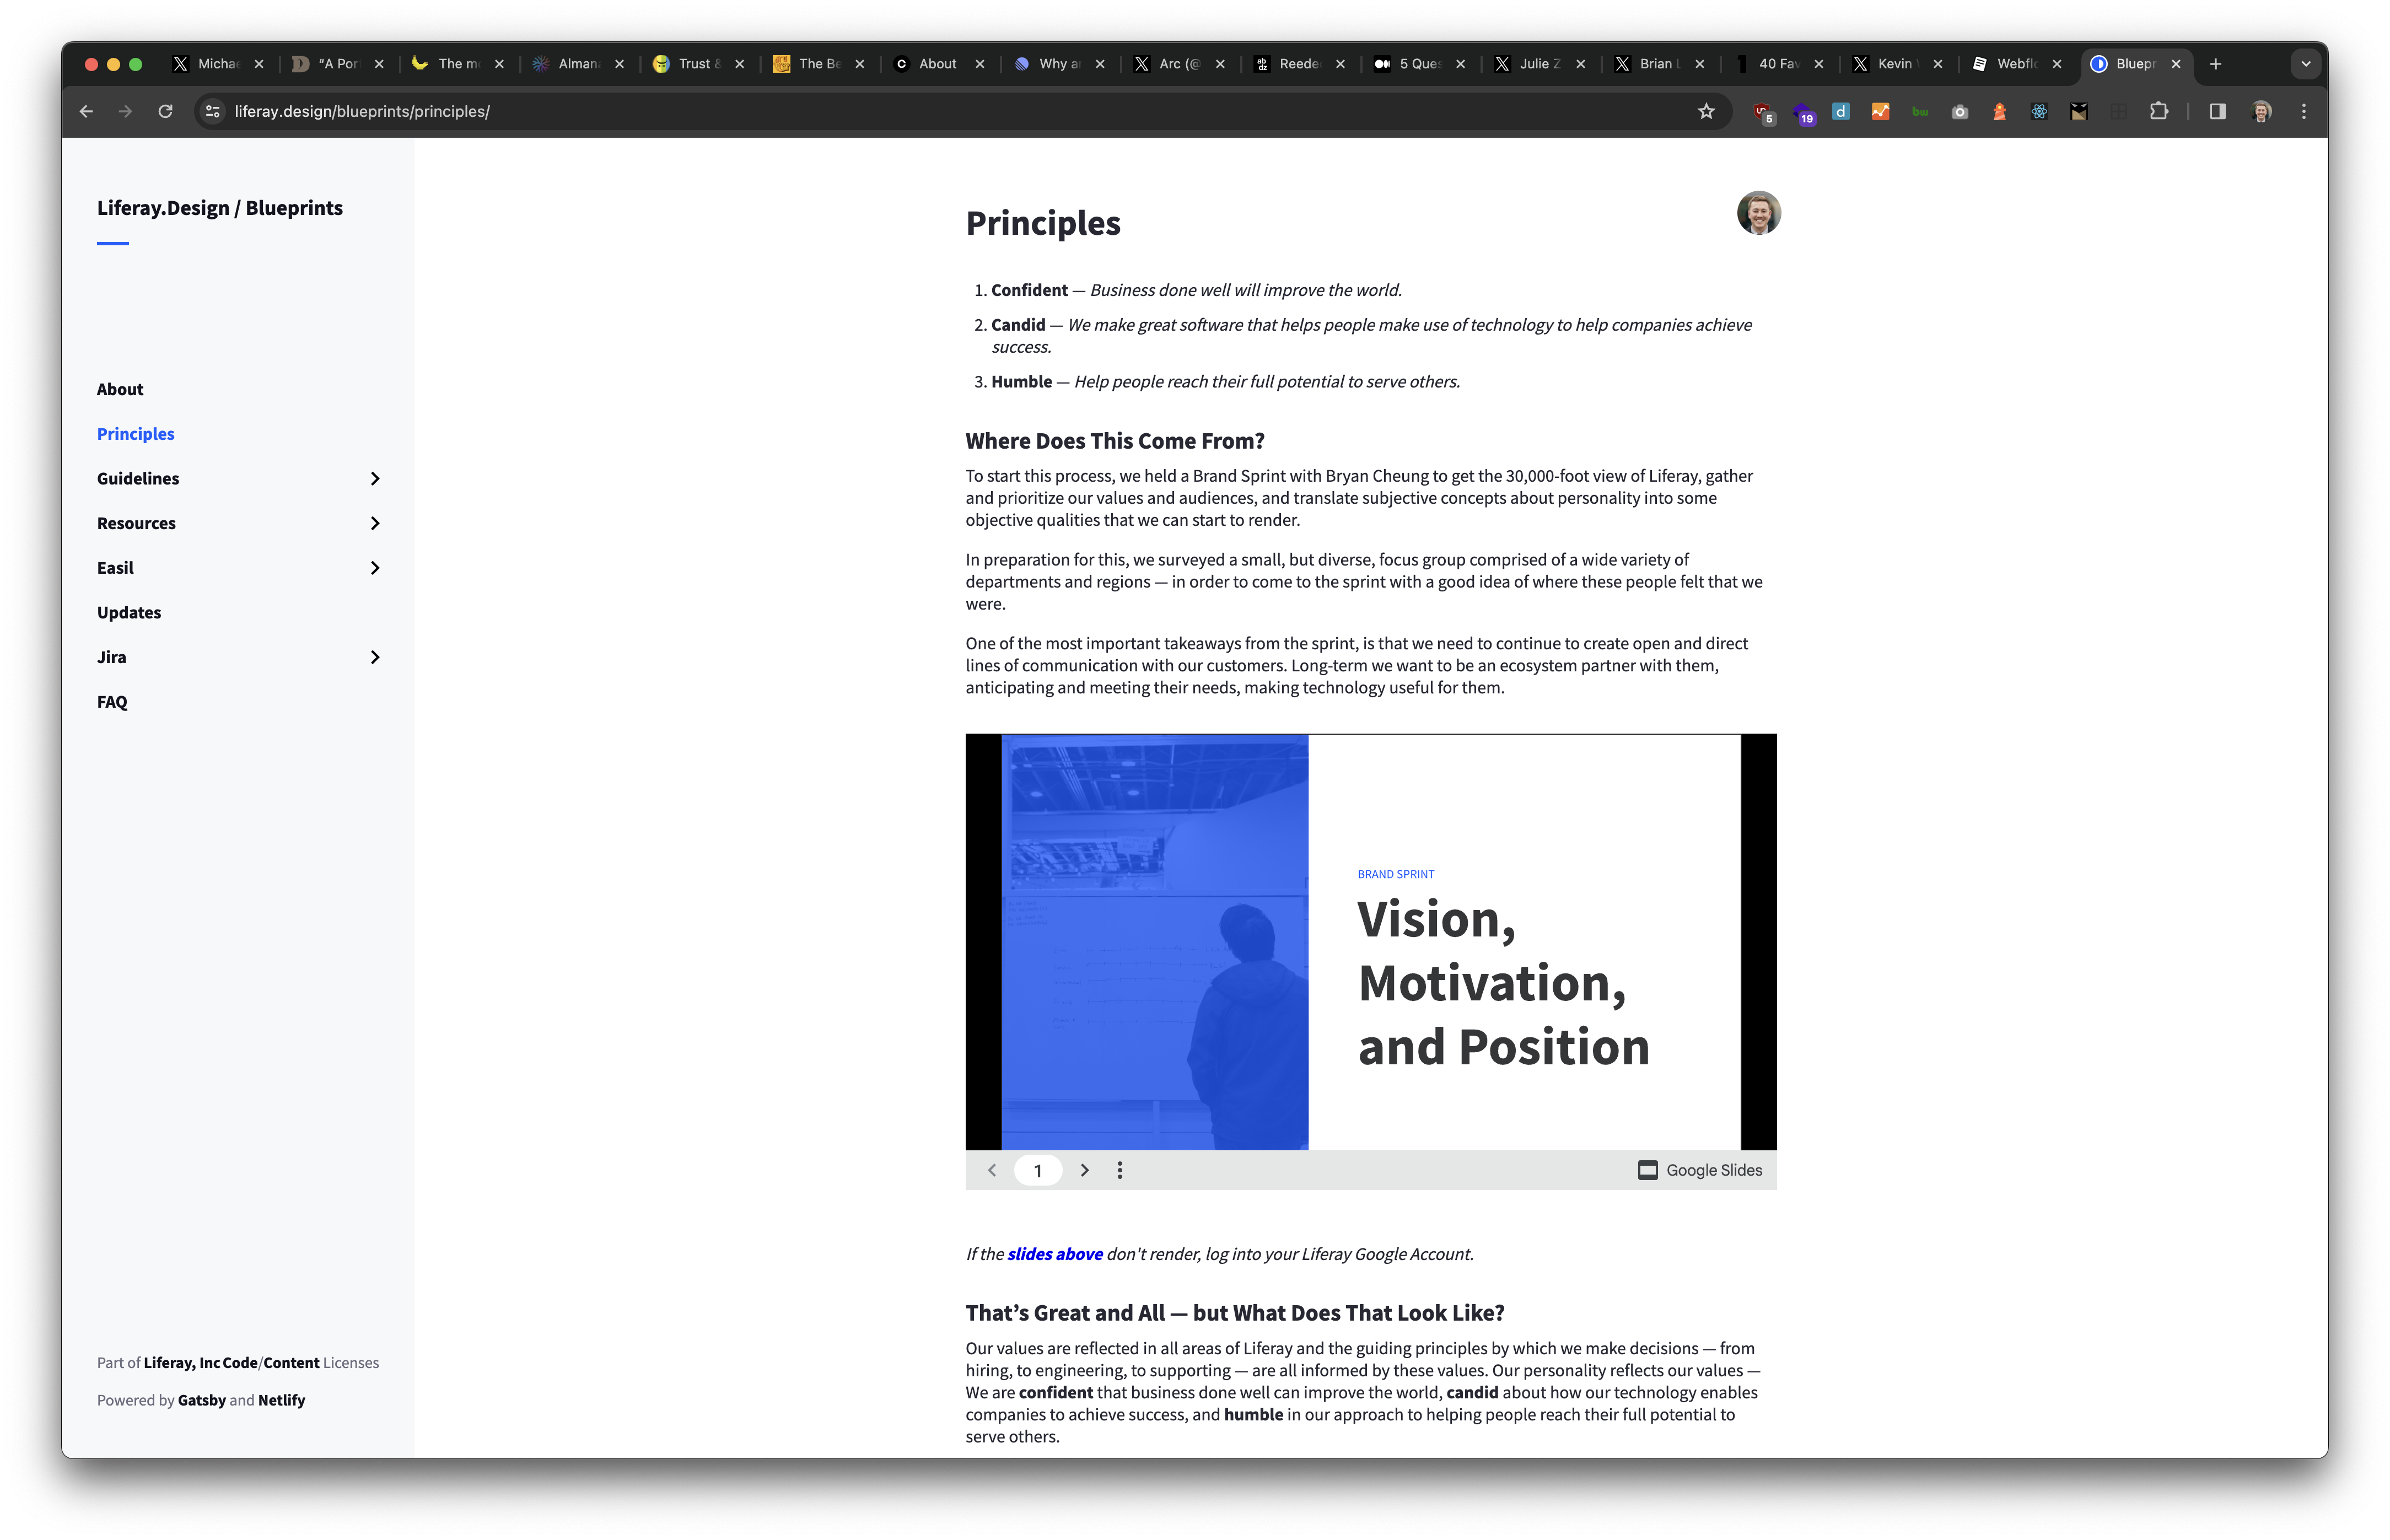 Micha
"A Por
The m
Alman
Trust &
The Be
About
Why a
Arc (@
Reede
5 Ques
Julie Z
Brian L
40 Fav
Kevin
Webfl
Bluepr
liferay.design/blueprints/principles/
5
19
d
bw
Liferay.Design / Blueprints
About
Principles
Guidelines
Resources
Easil
Updates
Jira
FAQ
Part of Liferay, Inc Code/Content Licenses
Powered by Gatsby and Netlify
Principles
1. Confident — Business done well will improve the world.
2. Candid — We make great software that helps people make use of technology to help companies achieve
success.
3. Humble — Help people reach their full potential to serve others.
Where Does This Come From?
To start this process, we held a Brand Sprint with Bryan Cheung to get the 30,000-foot view of Liferay, gather
and prioritize our values and audiences, and translate subjective concepts about personality into some
objective qualities that we can start to render.
In preparation for this, we surveyed a small, but diverse, focus group comprised of a wide variety of
departments and regions — in order to come to the sprint with a good idea of where these people felt that we
were.
One of the most important takeaways from the sprint, is that we need to continue to create open and direct
lines of communication with our customers. Long-term we want to be an ecosystem partner with them,
anticipating and meeting their needs, making technology useful for them.
BRAND SPRINT
Vision,
Motivation,
and Position
1
Google Slides
If the slides above don't render, log into your Liferay Google Account.
That's Great and All — but What Does That Look Like?
Our values are reflected in all areas of Liferay and the guiding principles by which we make decisions — from
hiring, to engineering, to supporting — are all informed by these values. Our personality reflects our values —
We are confident that business done well can improve the world, candid about how our technology enables
companies to achieve success, and humble in our approach to helping people reach their full potential to
serve others.